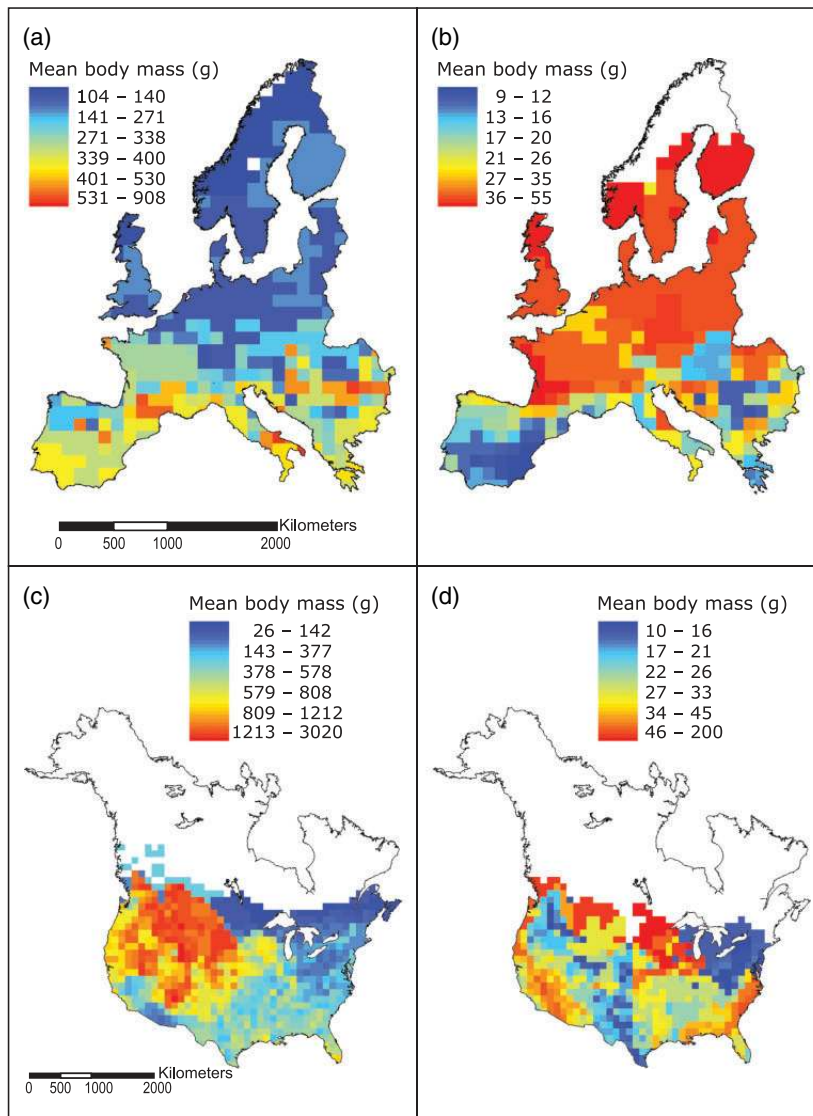 (a)
Mean body mass (g)
104 – 140
141 – 271
271 – 338
339 – 400
401 – 530
531 – 908
Kilometers
0 500 1000 2000
(b)
Mean body mass (g)
9 – 12
13 – 16
17 – 20
21 – 26
27 – 35
36 – 55
(c)
Mean body mass (g)
26 – 142
143 – 377
378 – 578
579 – 808
809 – 1212
1213 – 3020
Kilometers
0 500 1000 2000
(d)
Mean body mass (g)
10 – 16
17 – 21
22 – 26
27 – 33
34 – 45
46 – 200